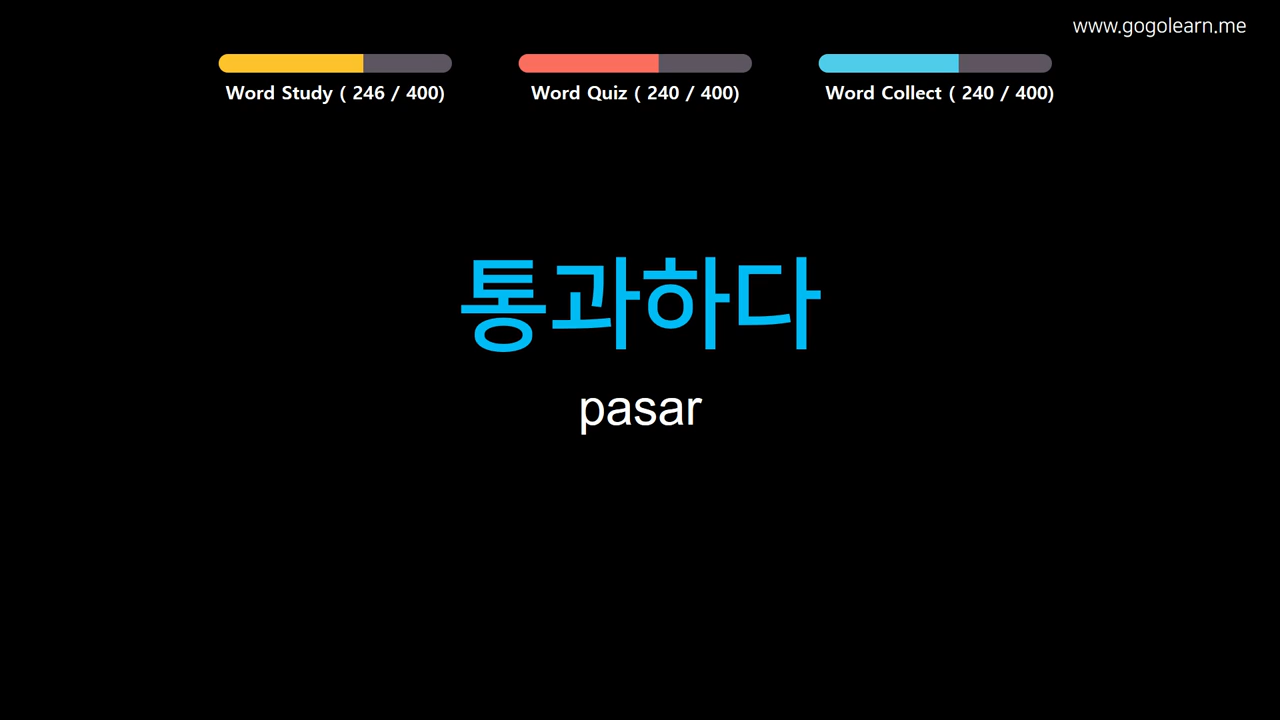 www.gogolearn.me
Word Study ( 246 / 400)
Word Quiz ( 240 / 400)
Word Collect ( 240 / 400)
통과하다
pasar